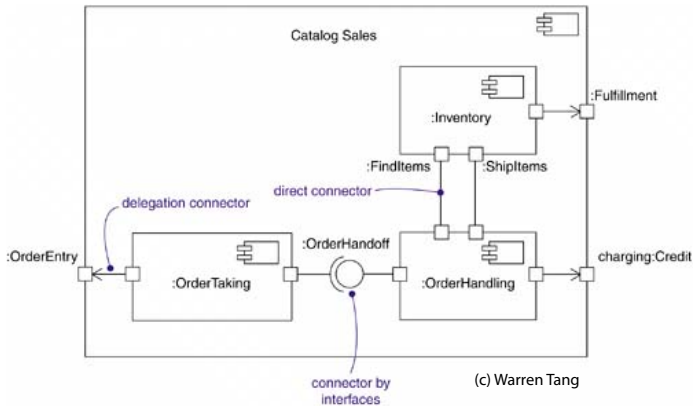 Catalog Sales
:Fulfillment
:Inventory
:FindItems
:ShipItems
direct connector
delegation connector
:OrderHandoff
:OrderEntry
charging:Credit
:OrderTaking
:OrderHandling
connector by
interfaces
(c) Warren Tang